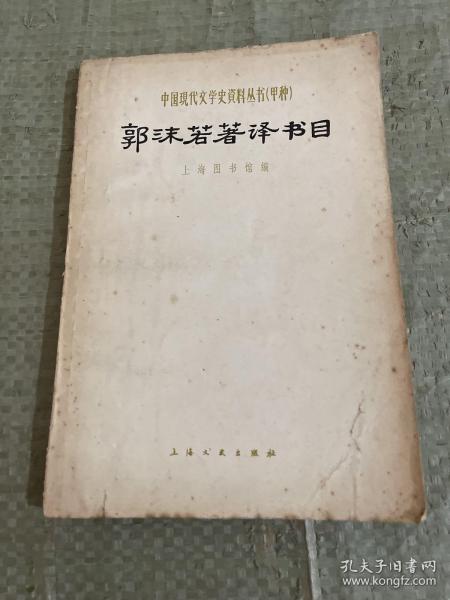 中国現代文学史資料丛书(甲种)
郭沫若著译书目
上海图书馆编
上海文艺出版社
孔夫子旧书网
www.kongfz.com